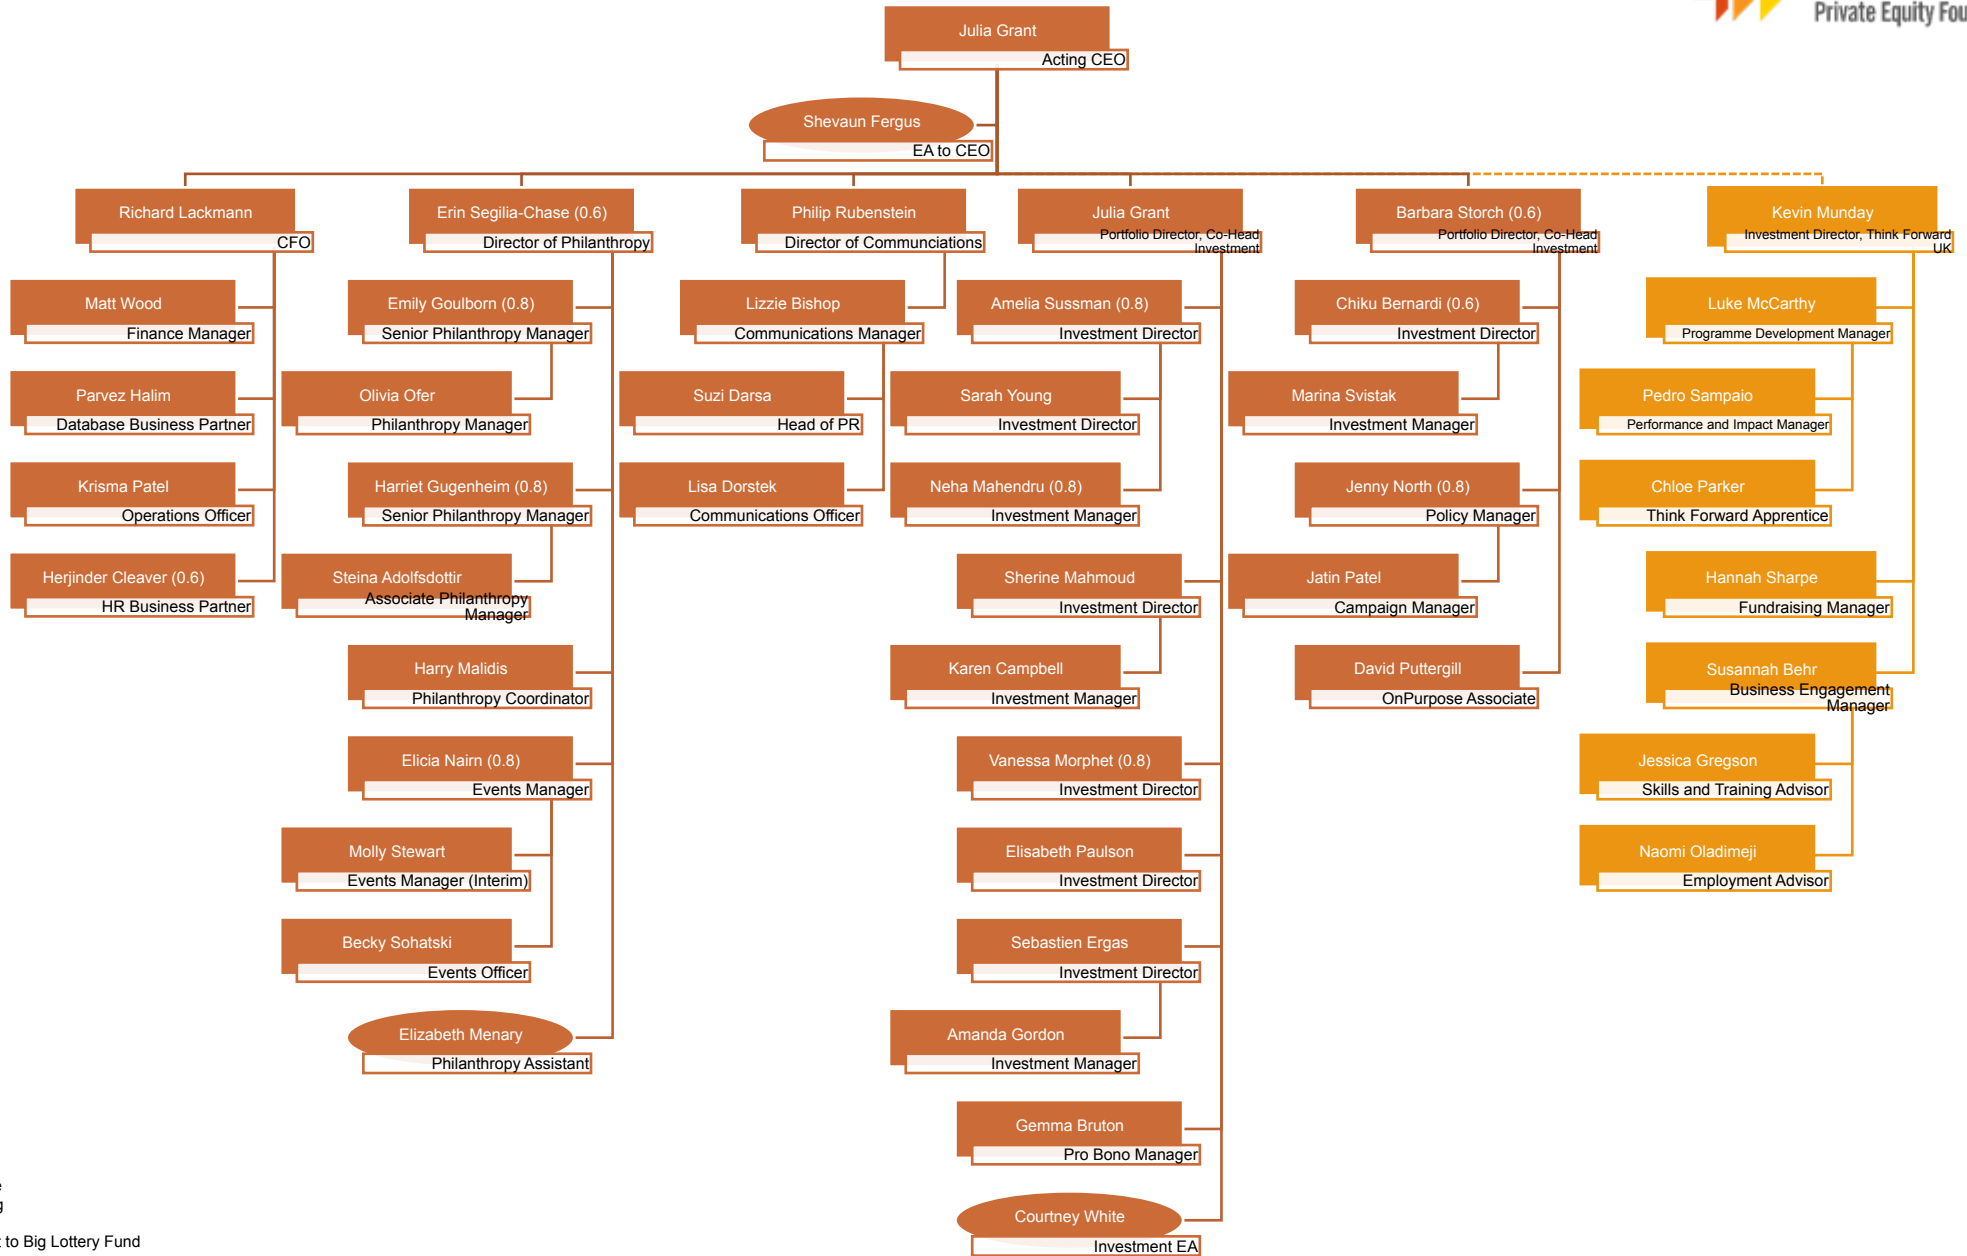 Private Equity
Julia Grant
Acting CEO
Shevaun Fergus
EA to CEO
Richard Lackmann
CFO
Matt Wood
Finance Manager
Parvez Halim
Database Business Partner
Krisma Patel
Operations Officer
Herjinder Cleaver (0.6)
HR Business Partner
Erin Segilia-Chase (0.6)
Director of Philanthropy
Emily Goulborn (0.8)
Senior Philanthropy Manager
Olivia Ofer
Philanthropy Manager
Harriet Gugenheim (0.8)
Senior Philanthropy Manager
Steina Adolfsdottir
Associate Philanthropy
Manager
Harry Malidis
Philanthropy Coordinator
Elicia Nairn (0.8)
Events Manager
Molly Stewart
Events Manager (Interim)
Becky Sohatski
Events Officer
Elizabeth Menary
Philanthropy Assistant
Philip Rubenstein
Director of Communciations
Lizzie Bishop
Communications Manager
Suzi Darsa
Head of PR
Lisa Dorstek
Communications Officer
Julia Grant
Portfolio Director, Co-Head
Investment
Amelia Sussman (0.8)
Investment Director
Sarah Young
Investment Director
Neha Mahendru (0.8)
Investment Manager
Sherine Mahmoud
Investment Director
Karen Campbell
Investment Manager
Vanessa Morphet (0.8)
Investment Director
Elisabeth Paulson
Investment Director
Sebastien Ergas
Investment Director
Amanda Gordon
Investment Manager
Gemma Bruton
Pro Bono Manager
Courtney White
Investment EA
Barbara Storch (0.6)
Portfolio Director, Co-Head
Investment
Chiku Bernardi (0.6)
Investment Director
Marina Svistak
Investment Manager
Jenny North (0.8)
Policy Manager
Jatin Patel
Campaign Manager
David Puttergill
OnPurpose Associate
Kevin Munday
Investment Director, Think Forward
UK
Luke McCarthy
Programme Development Manager
Pedro Sampaio
Performance and Impact Manager
Chloe Parker
Think Forward Apprentice
Hannah Sharpe
Fundraising Manager
Susannah Behr
Business Engagement
Manager
Jessica Gregson
Skills and Training Advisor
Naomi Oladimeji
Employment Advisor
to Big Lottery Fund